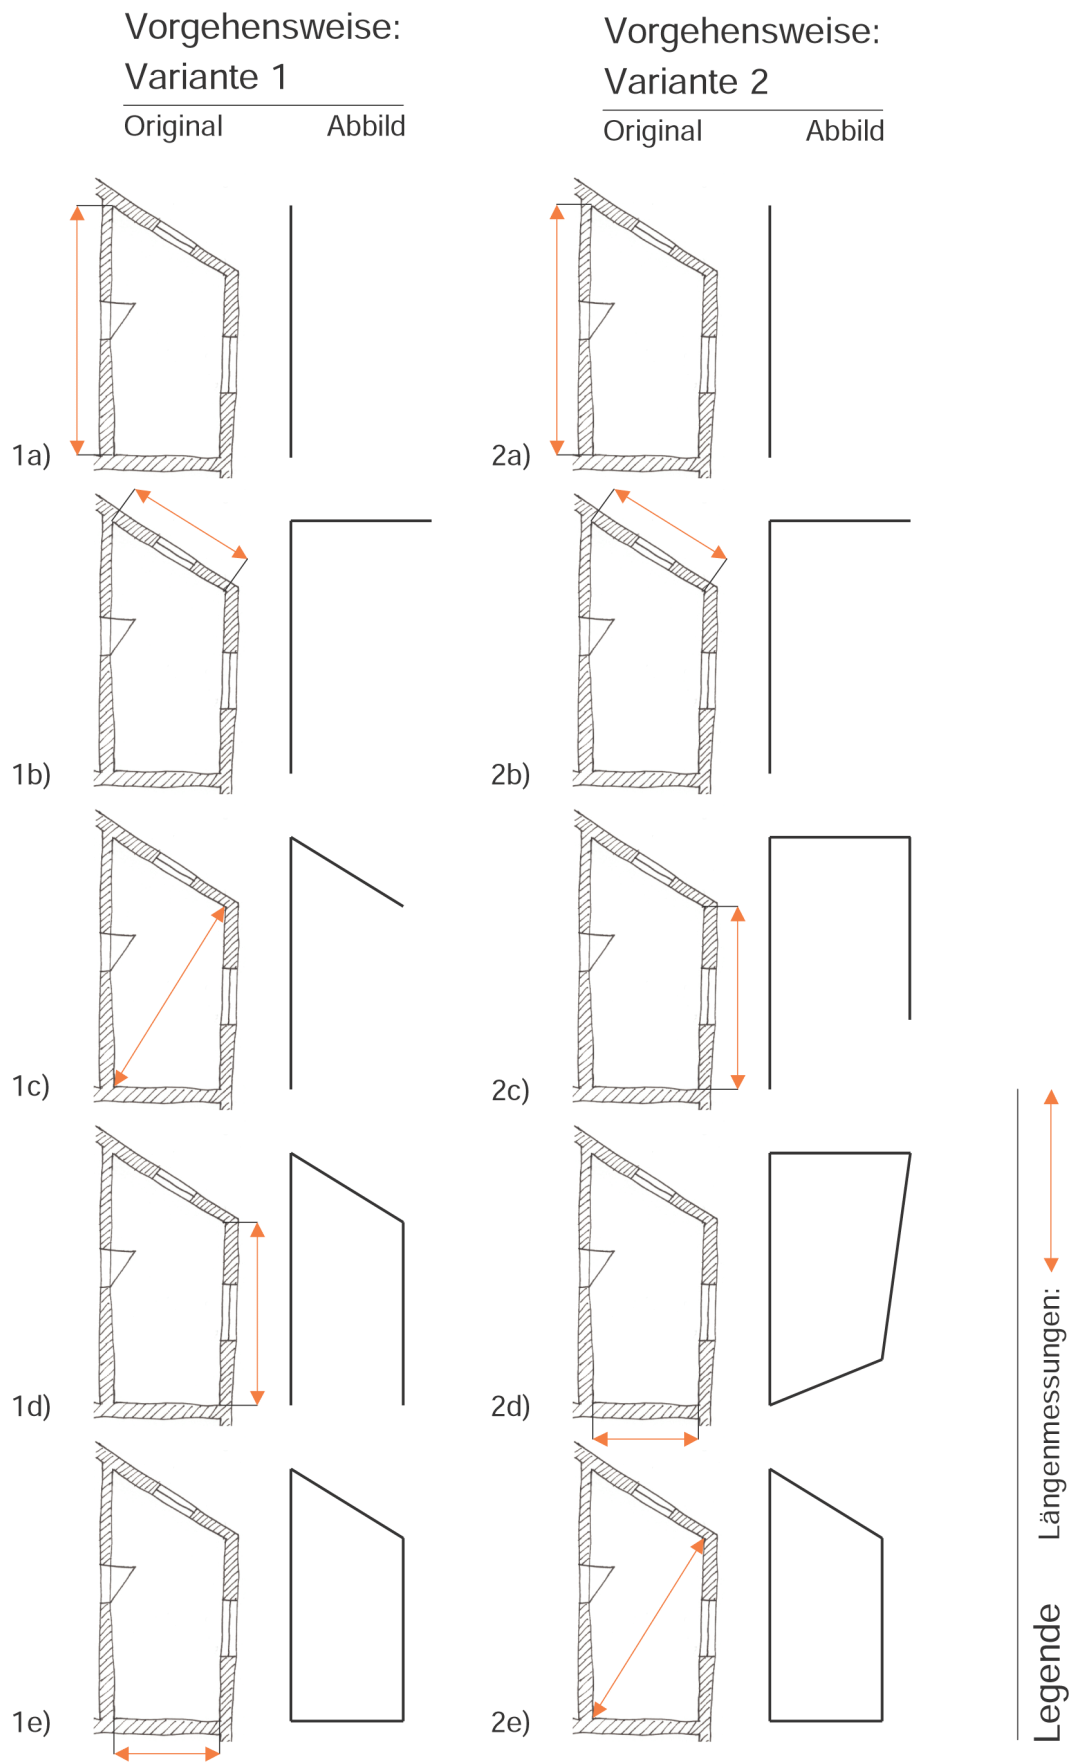 Vorgehensweise:
Variante 1
Original Abbild
Vorgehensweise:
Variante 2
Original Abbild
1a)
2a)
1b)
2b)
1c)
2c)
1d)
2d)
1e)
2e)
Legende Längenmessungen: